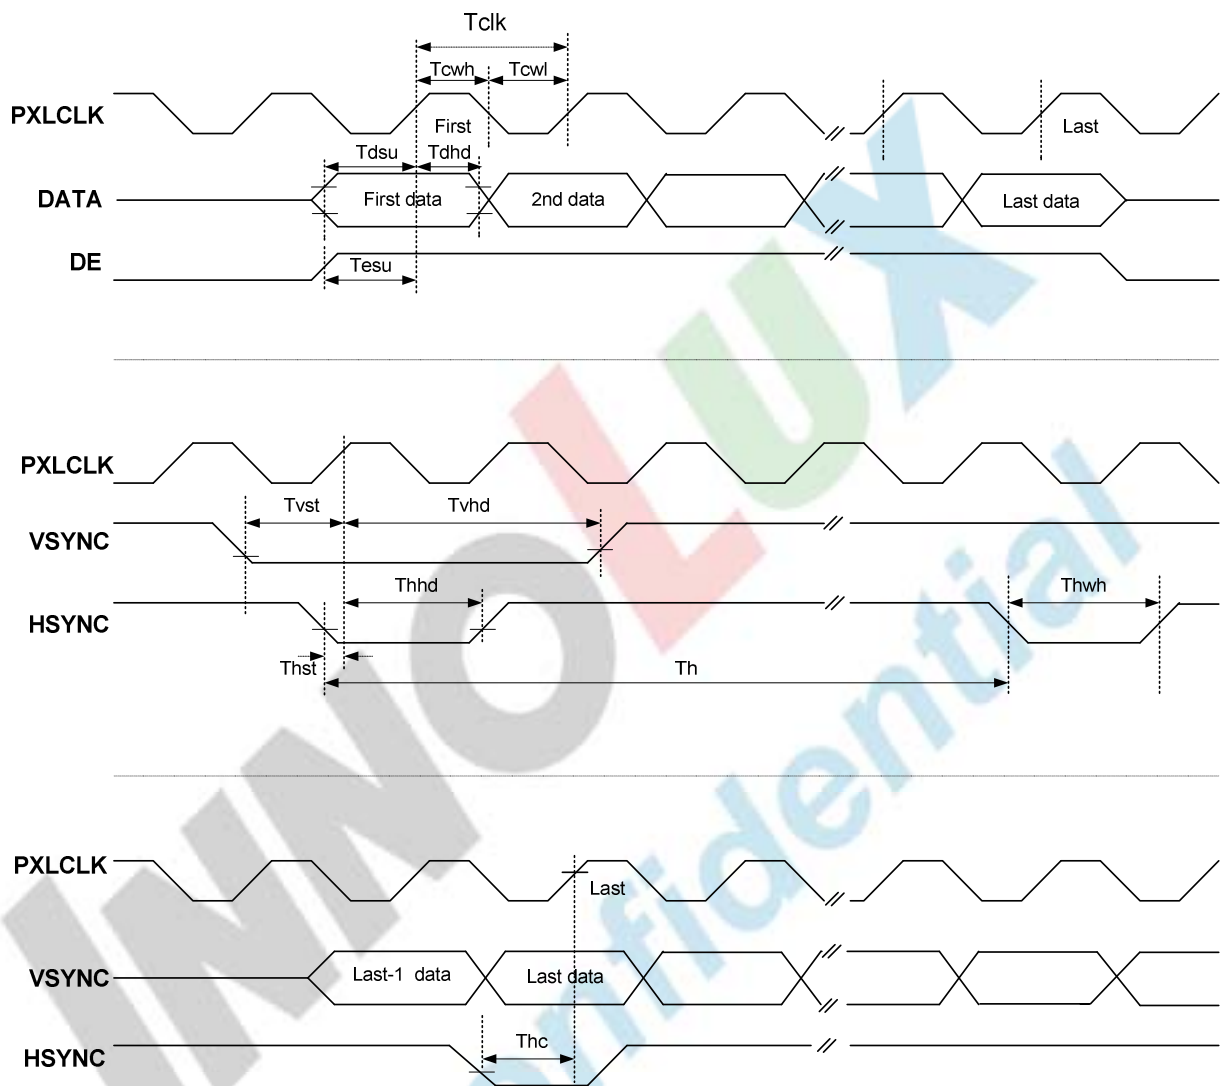 Tclk
Tcwh Tcwl
PXLCLK
First Last
Tdsu Tdhd
DATA First data 2nd data Last data
DE
Tesu
PXLCLK
Tvst Tvhd
VSYNC
Thhd Thwh
HSYNC
Thst Th
PXLCLK
Last
VSYNC Last-1 data Last data
Thc
HSYNC
INNOLUX
Confidential